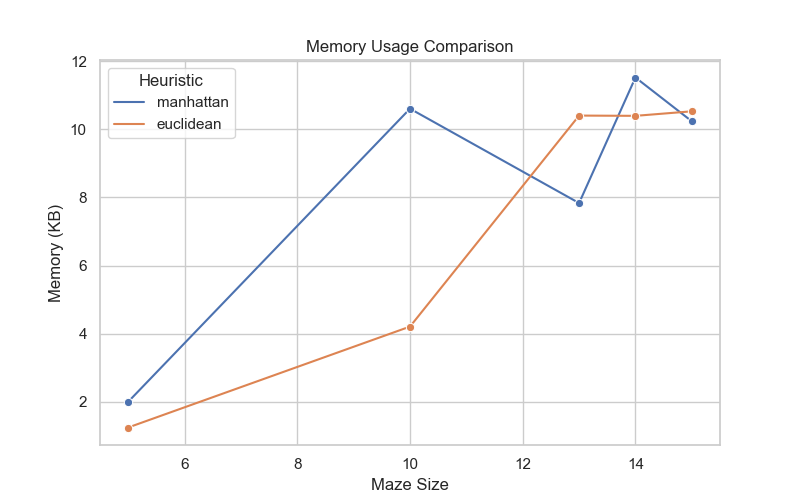 Memory Usage Comparison
Heuristic
manhattan
euclidean
12
10
8
6
4
2
Memory (KB)
6 8 10 12 14
Maze Size